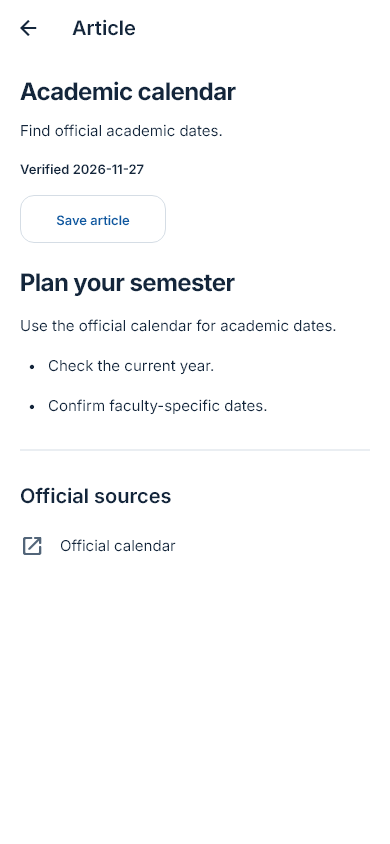 Article
Academic calendar
Find official academic dates.
Verified 2026-11-27
Save article
Plan your semester
Use the official calendar for academic dates.
• Check the current year.
• Confirm faculty-specific dates.
Official sources
Official calendar